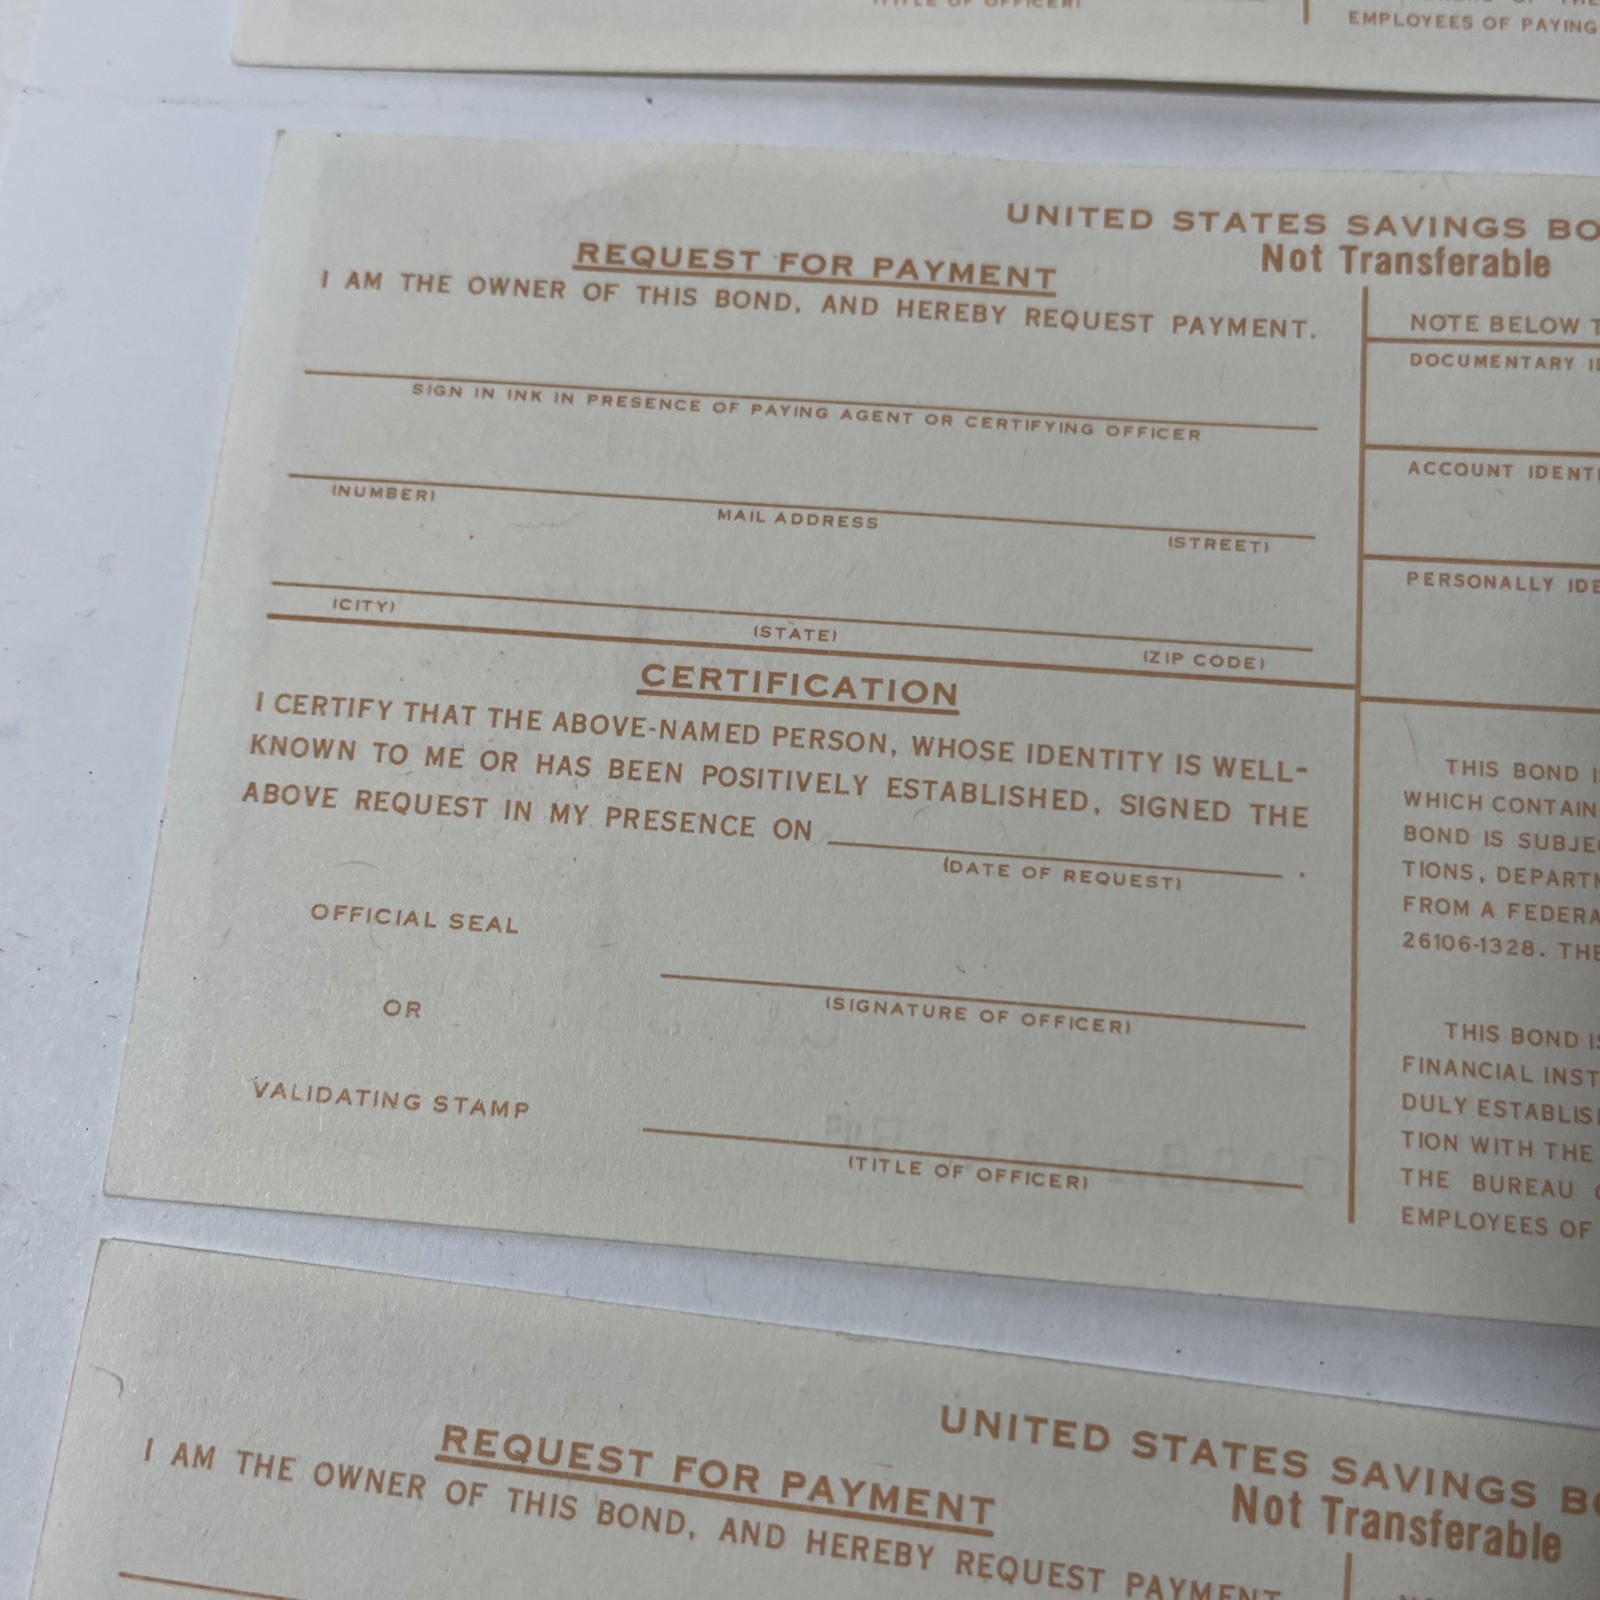 EMPLOYEES OF PAYING
UNITED STATES SAVINGS BO
Not Transferable
REQUEST FOR PAYMENT
I AM THE OWNER OF THIS BOND, AND HEREBY REQUEST PAYMENT.
SIGN IN INK IN PRESENCE OF PAYING AGENT OR CERTIFYING OFFICER
(NUMBER)
MAIL ADDRESS
(STREET)
(CITY)
(STATE)
(ZIP CODE)
CERTIFICATION
I CERTIFY THAT THE ABOVE-NAMED PERSON, WHOSE IDENTITY IS WELL-
KNOWN TO ME OR HAS BEEN POSITIVELY ESTABLISHED, SIGNED THE
ABOVE REQUEST IN MY PRESENCE ON .
(DATE OF REQUEST)
OFFICIAL SEAL
OR
VALIDATING STAMP
(SIGNATURE OF OFFICER)
(TITLE OF OFFICER)
NOTE BELOW T
DOCUMENTARY I
ACCOUNT IDENTI
PERSONALLY IDE
THIS BOND I
WHICH CONTAIN
BOND IS SUBJE
TIONS, DEPARTM
FROM A FEDERA
26106-1328. THE
THIS BOND IS
FINANCIAL INST
DULY ESTABLIS
TION WITH THE
THE BUREAU
EMPLOYEES OF
UNITED STATES SAVINGS B
Not Transferable
REQUEST FOR PAYMENT
I AM THE OWNER OF THIS BOND, AND HEREBY REQUEST PAYMENT